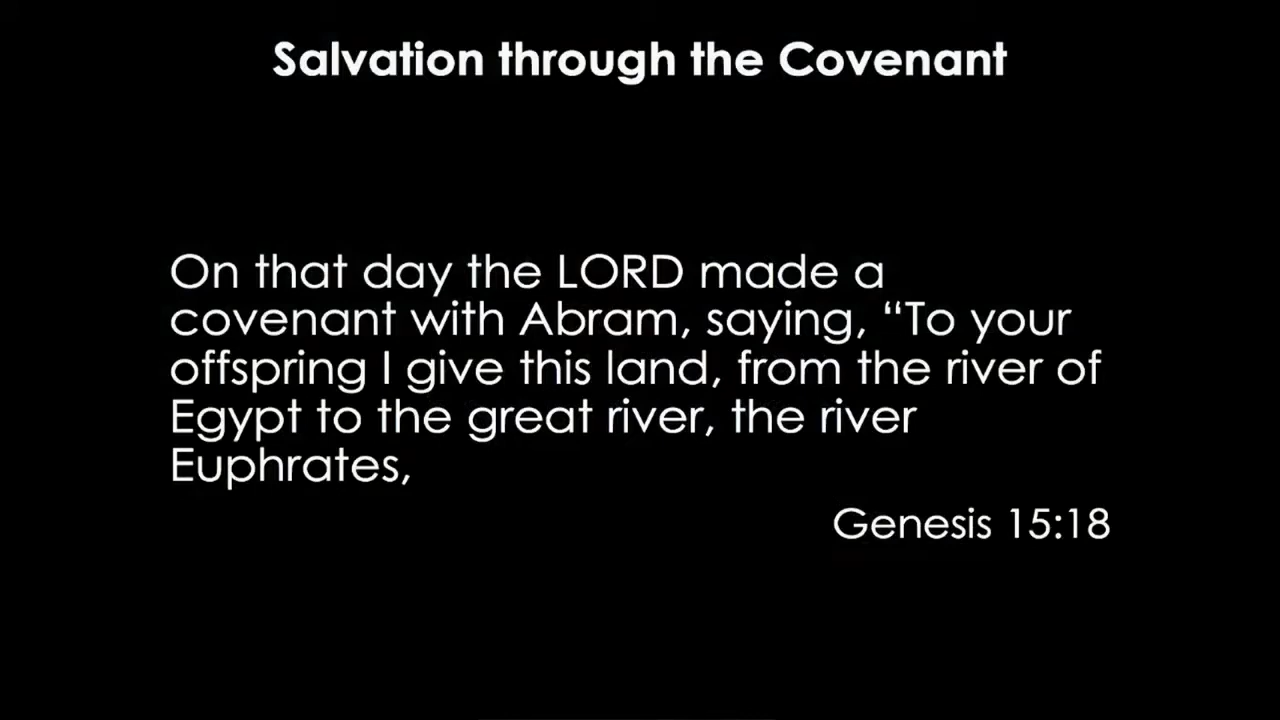 Salvation through the Covenant
On that day the LORD made a
covenant with Abram, saying, “To your
offspring I give this land, from the river of
Egypt to the great river, the river
Euphrates,
Genesis 15:18